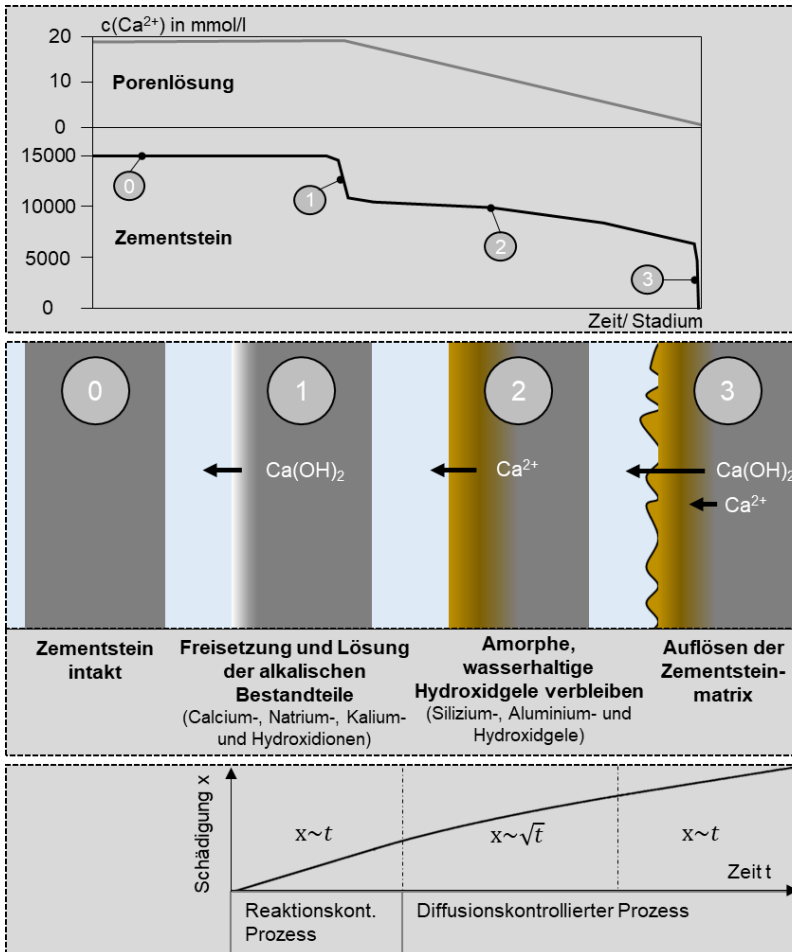 c(Ca²⁺) in mmol/l
20
10
0
Porenlösung
15000
10000
5000
0
0
1
2
3
Zementstein
Zeit/ Stadium
0
1
2
3
Ca(OH)₂
Ca²⁺
Ca(OH)₂
Ca²⁺
Zementstein
intakt
Freisetzung und Lösung
der alkalischen
Bestandteile
(Calcium-, Natrium-, Kalium-
und Hydroxidionen)
Amorphe,
wasserhaltige
Hydroxidgele verbleiben
(Silizium-, Aluminium- und
Hydroxidgele)
Auflösen der
Zementstein-
matrix
Schädigung x
x~t
x~√t
x~t
Zeit t
Reaktionskont.
Prozess
Diffusionskontrollierter Prozess